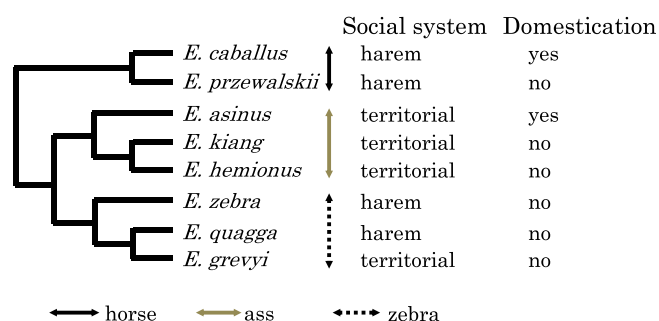 Social system Domestication
E. caballus harem yes
E. przewalskii harem no
E. asinus territorial yes
E. kiang territorial no
E. hemionus territorial no
E. zebra harem no
E. quagga harem no
E. grevyi territorial no
horse ass zebra